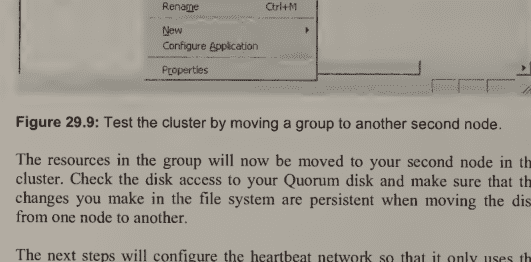 Rename Ctrl+M
New
Configure Application
Properties
Figure 29.9: Test the cluster by moving a group to another second node.
The resources in the group will now be moved to your second node in th
cluster. Check the disk access to your Quorum disk and make sure that th
changes you make in the file system are persistent when moving the dis
from one node to another.
The next steps will configure the heartbeat network so that it only uses th